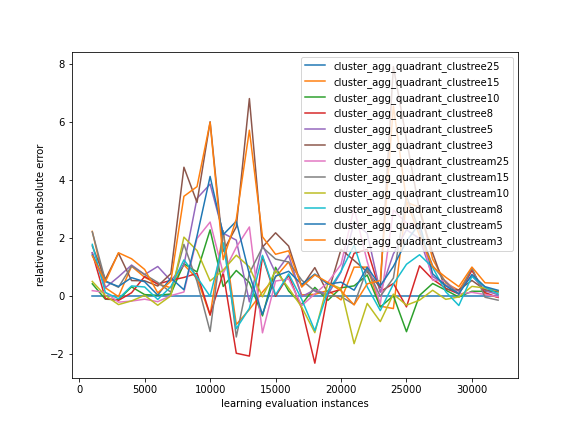 cluster_agg_quadrant_clustree25
cluster_agg_quadrant_clustree15
cluster_agg_quadrant_clustree10
cluster_agg_quadrant_clustree8
cluster_agg_quadrant_clustree5
cluster_agg_quadrant_clustree3
cluster_agg_quadrant_clustream25
cluster_agg_quadrant_clustream15
cluster_agg_quadrant_clustream10
cluster_agg_quadrant_clustream8
cluster_agg_quadrant_clustream5
cluster_agg_quadrant_clustream3
relative mean absolute error
8
6
4
2
0
−2
0 5000 10000 15000 20000 25000 30000
learning evaluation instances